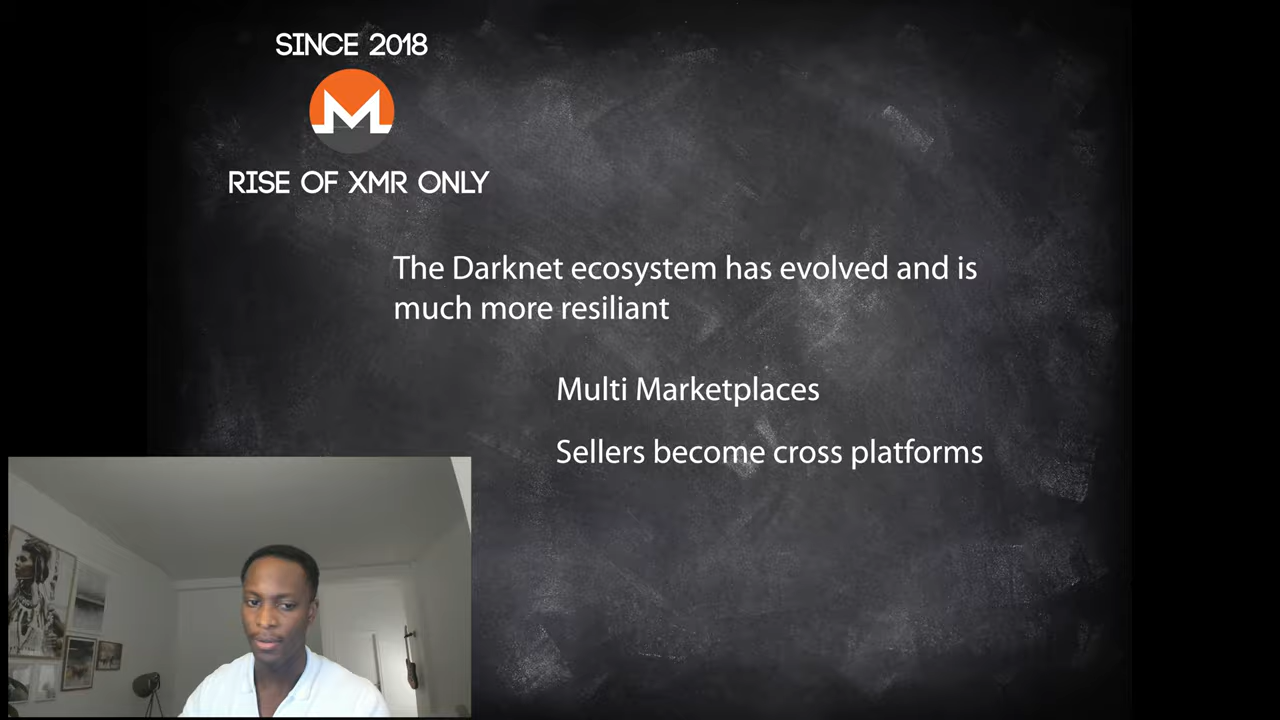 SINCE 2018
RISE OF XMR ONLY
The Darknet ecosystem has evolved and is
much more resiliant
Multi Marketplaces
Sellers become cross platforms